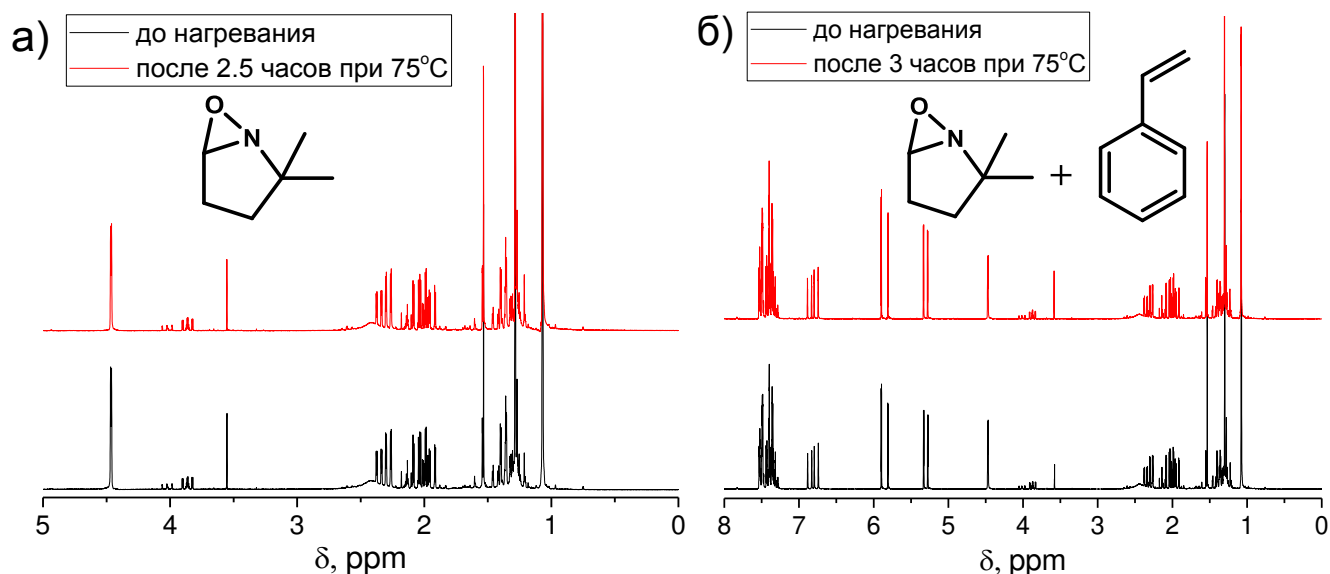 а)
до нагревания
после 2.5 часов при 75°C
O
N
5 4 3 2 1 0
δ, ppm
б)
до нагревания
после 3 часов при 75°C
O
N
+
8 7 6 5 4 3 2 1 0
δ, ppm